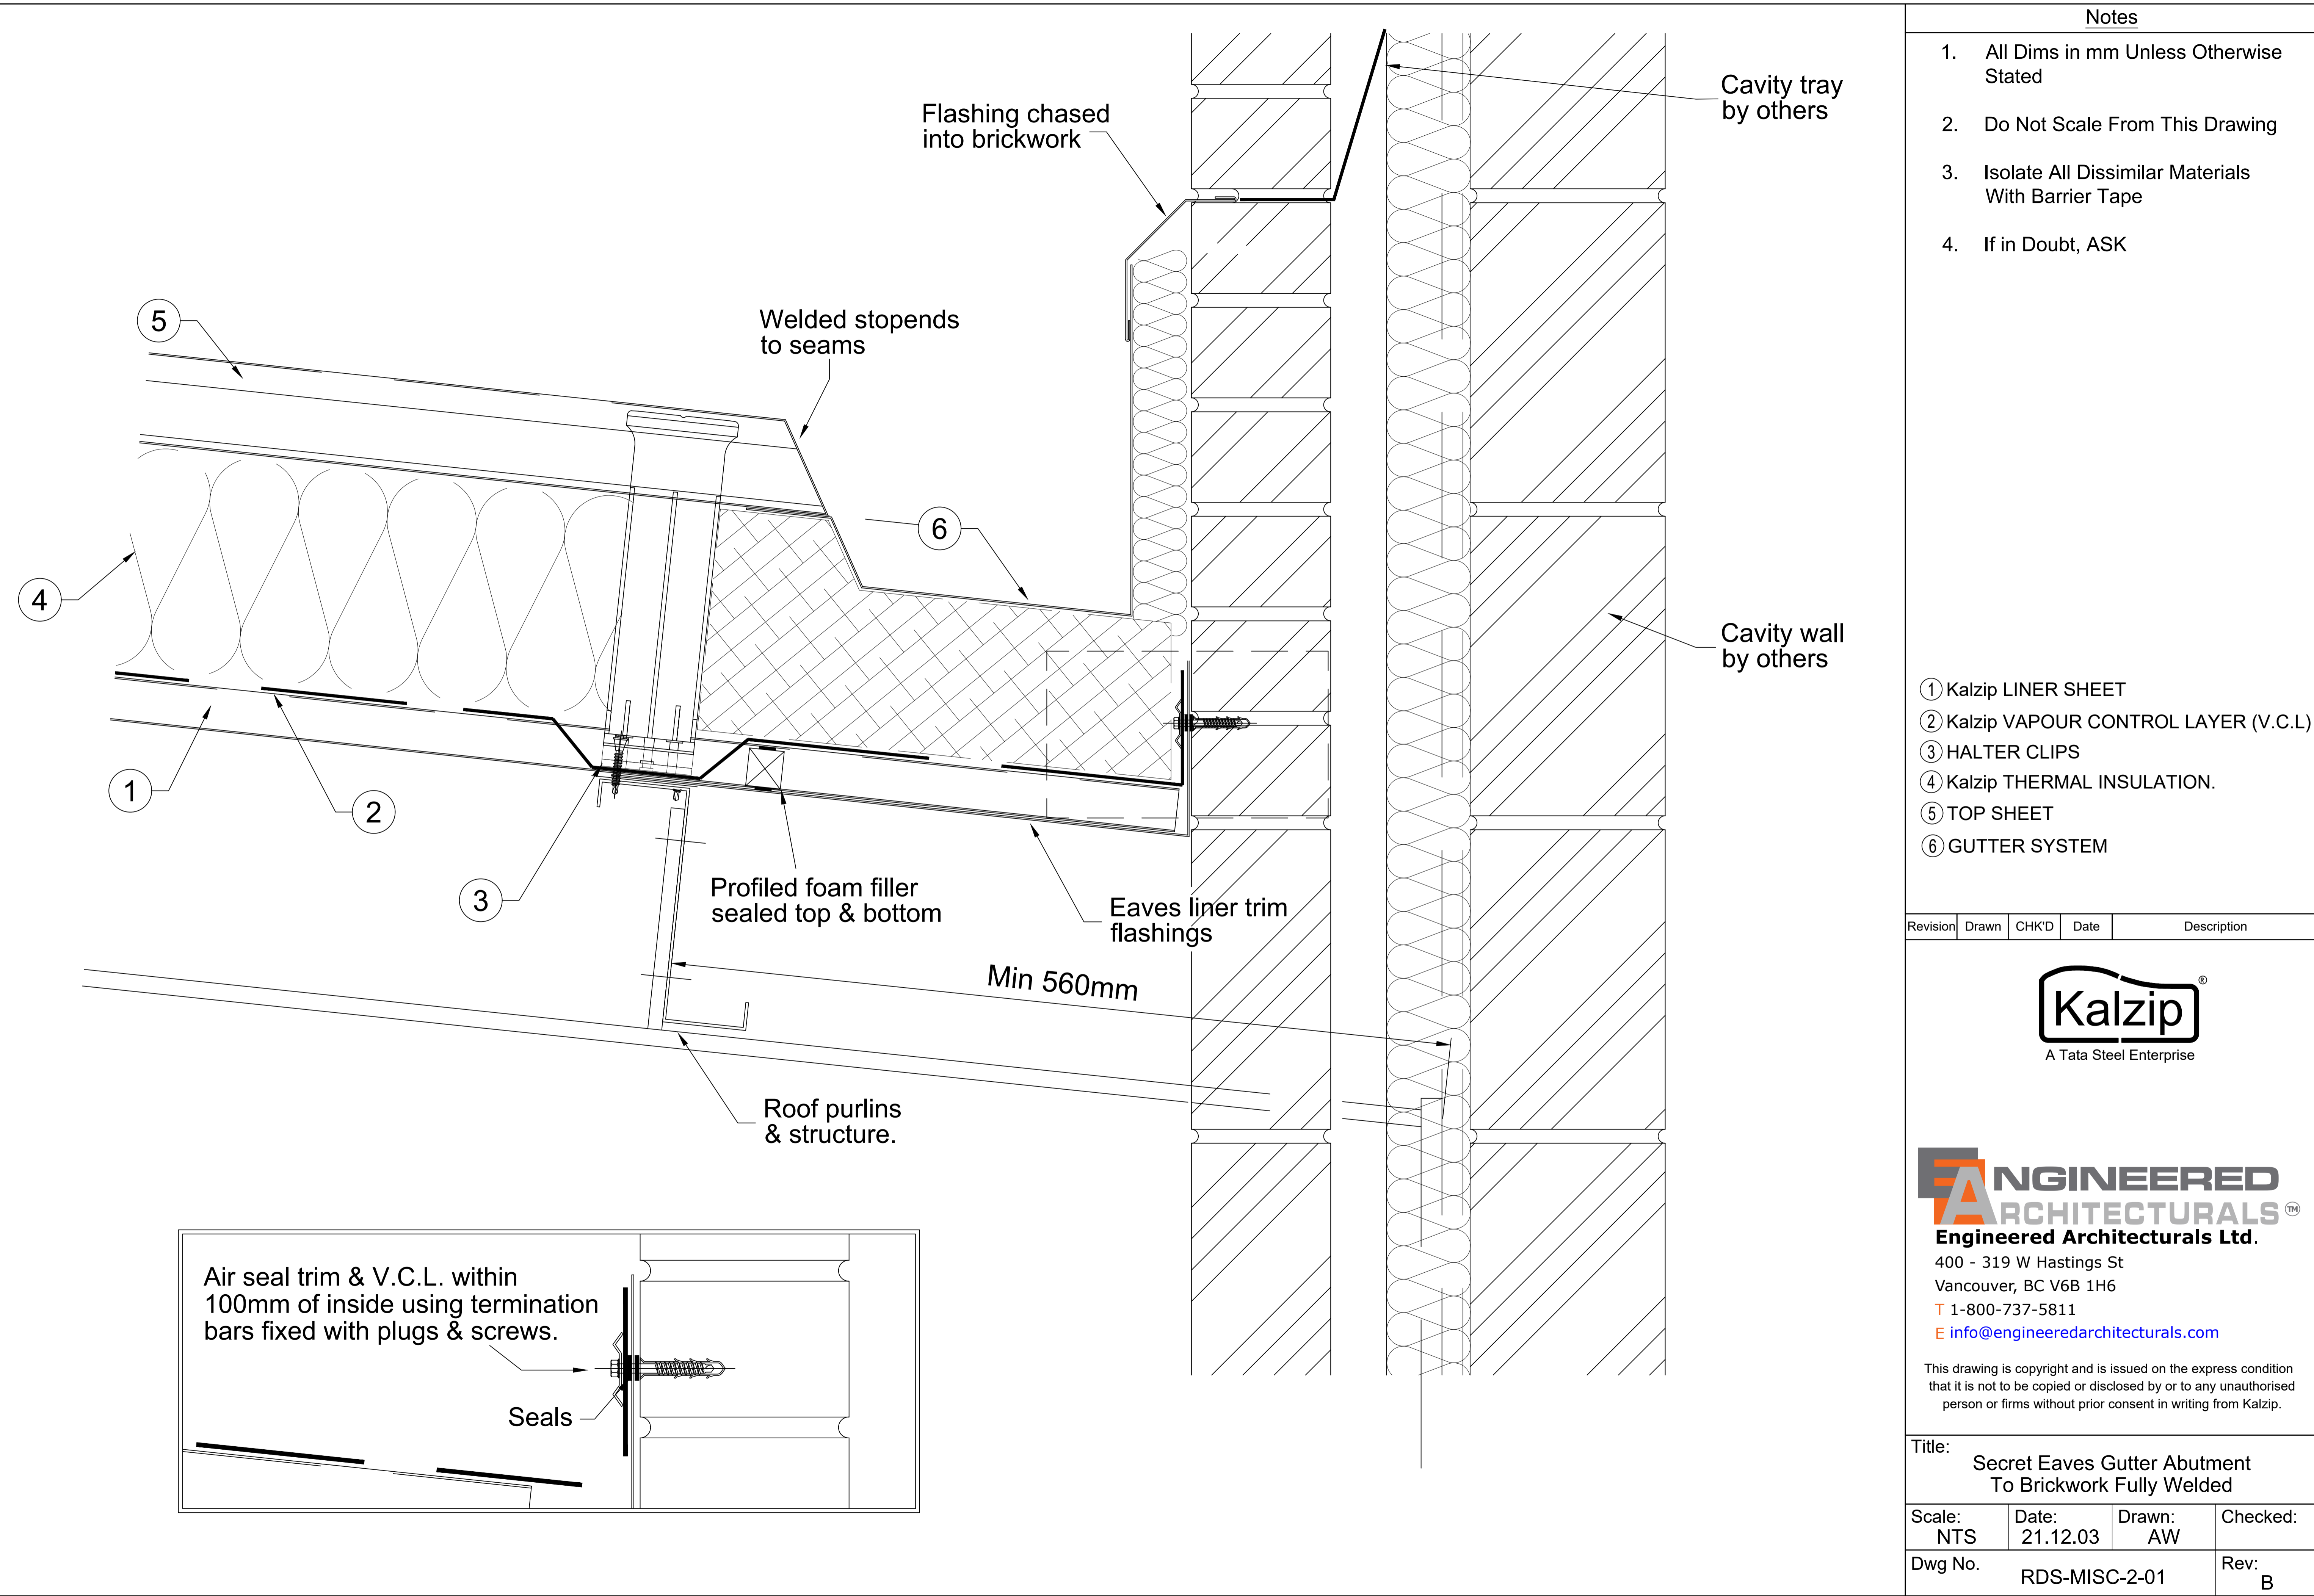 Flashing chased
into brickwork
Cavity tray
by others
5
Welded stopends
to seams
6
4
Cavity wall
by others
1
2
3
Profiled foam filler
sealed top & bottom
Eaves liner trim
flashings
Min 560mm
Roof purlins
& structure.
Air seal trim & V.C.L. within
100mm of inside using termination
bars fixed with plugs & screws.
Seals
Notes
1. All Dims in mm Unless Otherwise
Stated
2. Do Not Scale From This Drawing
3. Isolate All Dissimilar Materials
With Barrier Tape
4. If in Doubt, ASK
1 Kalzip LINER SHEET
2 Kalzip VAPOUR CONTROL LAYER (V.C.L)
3 HALTER CLIPS
4 Kalzip THERMAL INSULATION.
5 TOP SHEET
6 GUTTER SYSTEM
Revision Drawn CHK'D Date Description
Kalzip ®
A Tata Steel Enterprise
ENGINEERED
ARCHITECTURALS TM
Engineered Architecturals Ltd.
400 - 319 W Hastings St
Vancouver, BC V6B 1H6
T 1-800-737-5811
E info@engineeredarchitecturals.com
This drawing is copyright and is issued on the express condition
that it is not to be copied or disclosed by or to any unauthorised
person or firms without prior consent in writing from Kalzip.
Title:
Secret Eaves Gutter Abutment
To Brickwork Fully Welded
Scale: Date: Drawn: Checked:
NTS 21.12.03 AW
Dwg No. Rev:
RDS-MISC-2-01 B